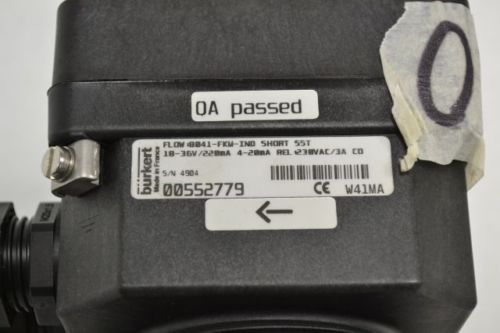 0
QA passed
burkert
Made in France
FLOW:8041-FKM-IND SHORT SST
18-36V/220mA 4-20mA REL:230VAC/3A CO
S/N 4904
00552779
CE W41MA